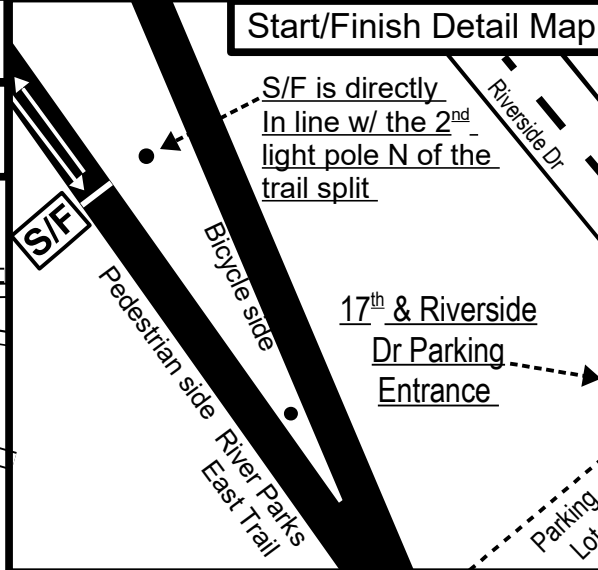 Start/Finish Detail Map
S/F is directly
In line w/ the 2nd
light pole N of the
trail split
Riverside Dr
S/F
Bicycle side
Pedestrian side
River Parks
East Trail
17th & Riverside
Dr Parking
Entrance
Parking
Lot